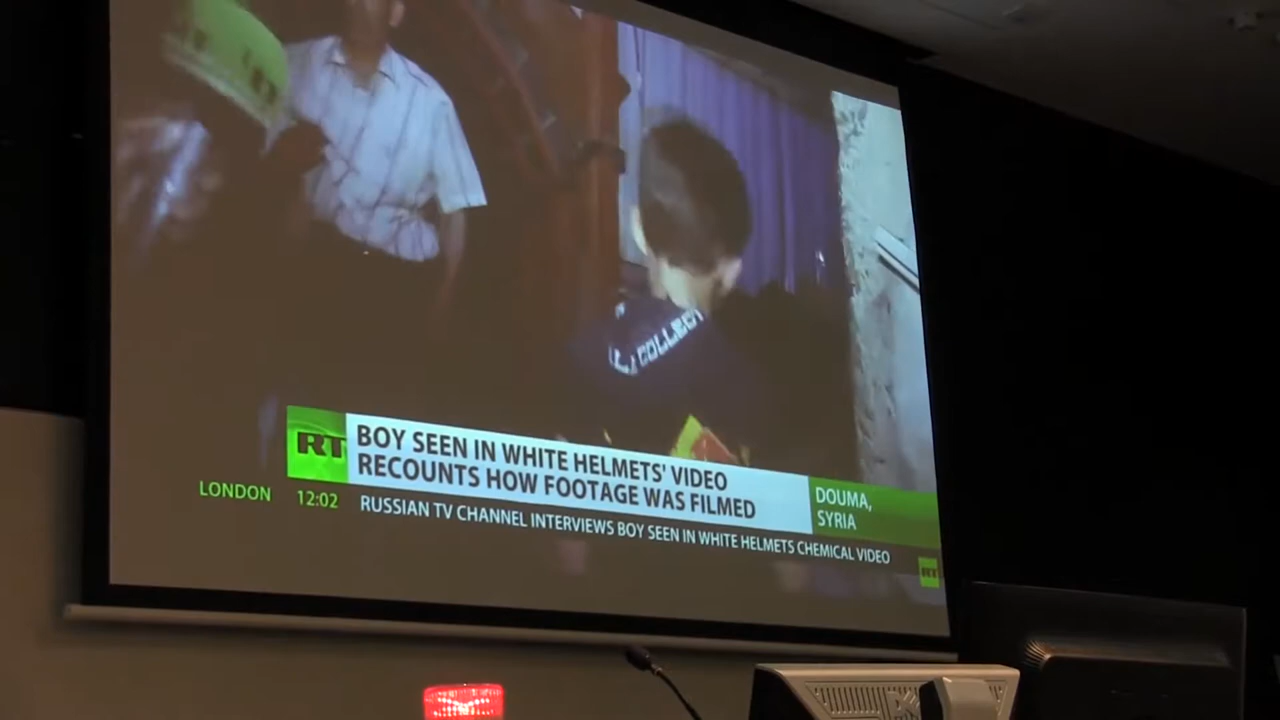 L, COLLECT
RT
BOY SEEN IN WHITE HELMETS' VIDEO
RECOUNTS HOW FOOTAGE WAS FILMED
DOUMA,
SYRIA
LONDON 12:02
RUSSIAN TV CHANNEL INTERVIEWS BOY SEEN IN WHITE HELMETS CHEMICAL VIDEO
RT